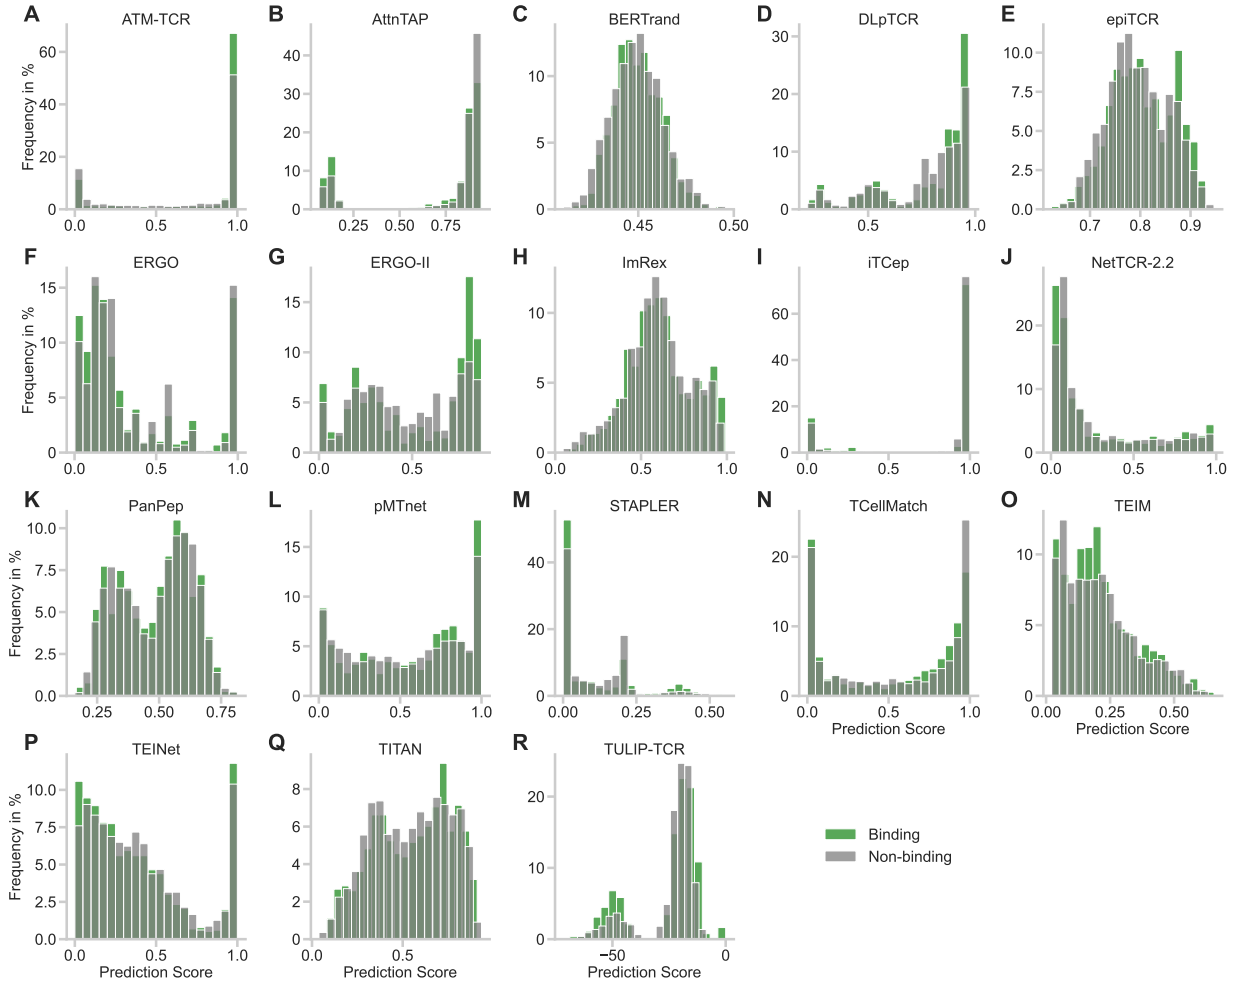 A ATM-TCR
B AttnTAP
C BERTrand
D DLpTCR
E epiTCR
Frequency in %
60
40
20
0
0.0 0.5 1.0
40
30
20
10
0
0.25 0.50 0.75
10
5
0
0.45 0.50
30
20
10
0
0.5 1.0
10.0
7.5
5.0
2.5
0.0
0.7 0.8 0.9
F ERGO
G ERGO-II
H ImRex
I iTCep
J NetTCR-2.2
Frequency in %
15
10
5
0
0.0 0.5 1.0
15
10
5
0
0.0 0.5
10
5
0
0.0 0.5 1.0
60
40
20
0
0.0 0.5 1.0
20
10
0
0.0 0.5 1.0
K PanPep
L pMTnet
M STAPLER
N TCellMatch
O TEIM
Frequency in %
10.0
7.5
5.0
2.5
0.0
0.25 0.50 0.75
15
10
5
0
0.0 0.5 1.0
40
20
0
0.00 0.25 0.50
20
10
0
0.0 0.5 1.0
Prediction Score
10
5
0
0.00 0.25 0.50
Prediction Score
P TEINet
Q TITAN
R TULIP-TCR
Frequency in %
10.0
7.5
5.0
2.5
0.0
0.0 0.5 1.0
Prediction Score
8
6
4
2
0
0.0 0.5
Prediction Score
20
10
0
−50 0
Prediction Score
Binding
Non-binding